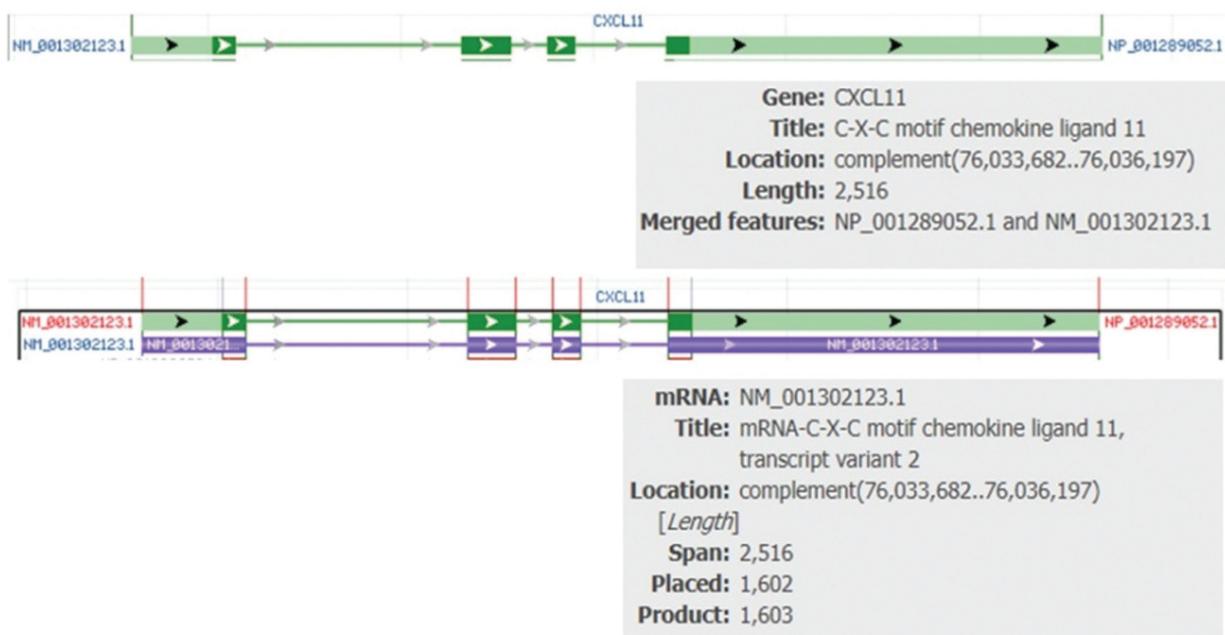 CXCL11
NM_001302123.1
NP_001289052.1
Gene: CXCL11
Title: C-X-C motif chemokine ligand 11
Location: complement(76,033,682..76,036,197)
Length: 2,516
Merged features: NP_001289052.1 and NM_001302123.1
CXCL11
NM_001302123.1
NP_001289052.1
NM_001302123.1
NM_0013021...
NM_001302123.1
mRNA: NM_001302123.1
Title: mRNA-C-X-C motif chemokine ligand 11,
transcript variant 2
Location: complement(76,033,682..76,036,197)
[Length]
Span: 2,516
Placed: 1,602
Product: 1,603